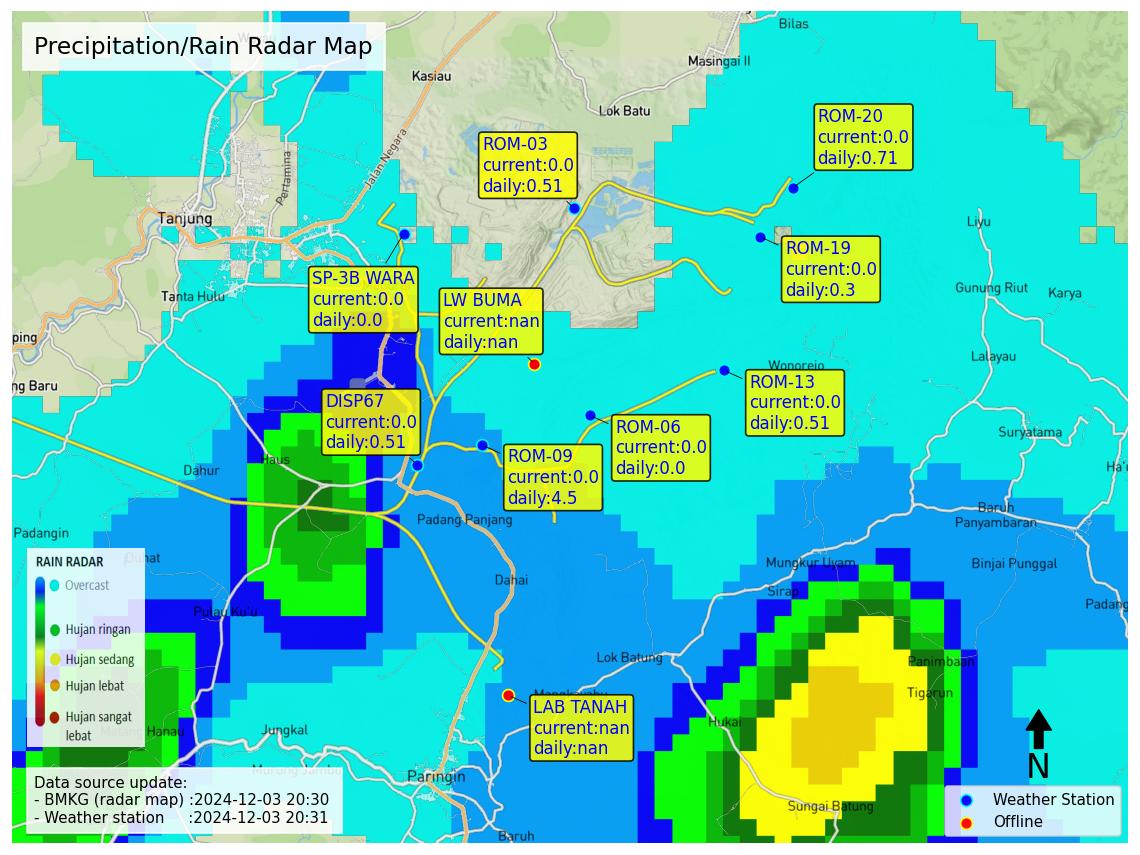 Precipitation/Rain Radar Map
Bilas
Masingai II
Kasiau
Lok Batu
Jalan Negara
Pertamina
ROM-03
current:0.0
daily:0.51
ROM-20
current:0.0
daily:0.71
Tanjung
Liyu
ROM-19
current:0.0
daily:0.3
SP-3B WARA
current:0.0
daily:0.0
LW BUMA
current:nan
daily:nan
Tanta Hulu
Gunung Riut
Karya
ping
Lalayau
Wonorejo
ng Baru
ROM-13
current:0.0
daily:0.51
DISP67
current:0.0
daily:0.51
ROM-06
current:0.0
daily:0.0
Suryatama
ROM-09
current:0.0
daily:4.5
Haus
Dahur
Ha'u
Baruh
Panyambaran
Padang Panjang
Padangin
RAIN RADAR
Overcast
Hujan ringan
Hujan sedang
Hujan lebat
Hujan sangat
lebat
Mungkur Uyam
Binjai Punggal
Dahai
Sirap
Padang
Pulau Ku'u
Lok Batung
Panimbaan
Tigarun
Mangkayahu
LAB TANAH
current:nan
daily:nan
Hukai
Jungkal
Murung Jambu
Paringin
Sungai Batung
Baruh
N
Data source update:
- BMKG (radar map) :2024-12-03 20:30
- Weather station :2024-12-03 20:31
Weather Station
Offline